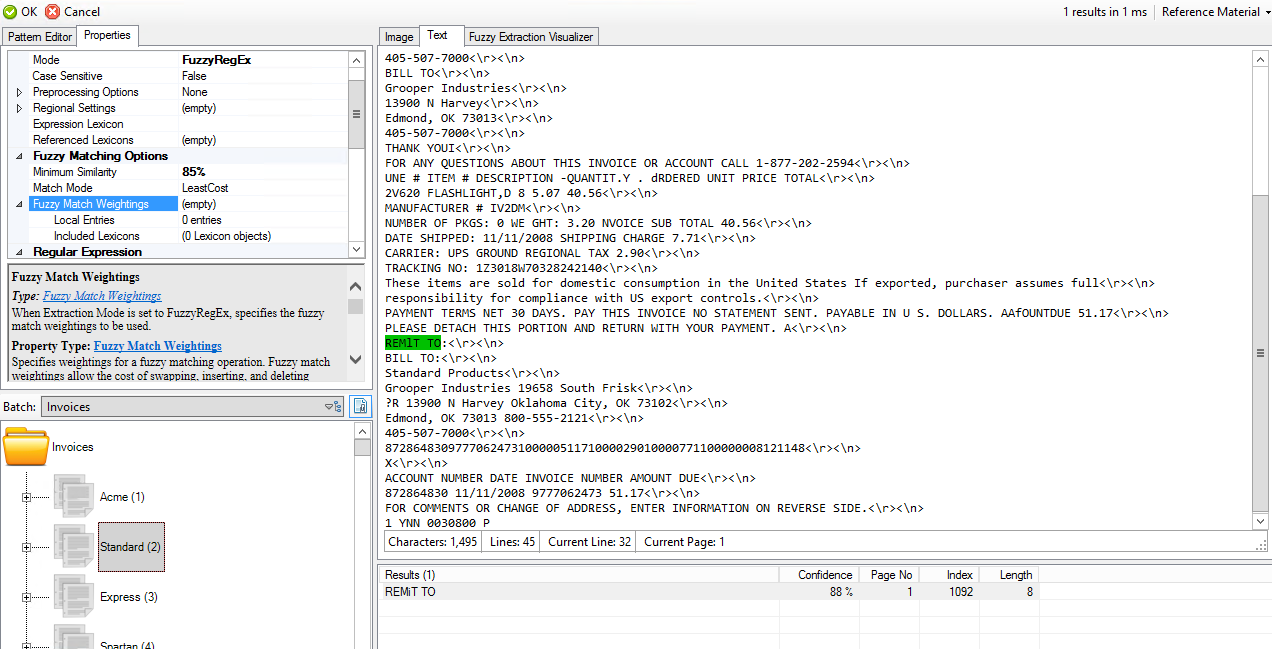 OK Cancel 1 results in 1 ms Reference Material
Pattern Editor Properties
Mode FuzzyRegEx
Case Sensitive False
Preprocessing Options None
Regional Settings (empty)
Expression Lexicon
Referenced Lexicons (empty)
Fuzzy Matching Options
Minimum Similarity 85%
Match Mode LeastCost
Fuzzy Match Weightings (empty)
Local Entries 0 entries
Included Lexicons (0 Lexicon objects)
Regular Expression
Fuzzy Match Weightings
Type: Fuzzy Match Weightings
When Extraction Mode is set to FuzzyRegEx, specifies the fuzzy
match weightings to be used.
Property Type: Fuzzy Match Weightings
Specifies weightings for a fuzzy matching operation. Fuzzy match
weightings allow the cost of swapping, inserting, and deleting
Batch: Invoices
Invoices
Acme (1)
Standard (2)
Express (3)
Spartan (4)
Image Text Fuzzy Extraction Visualizer
405-507-7000<\r><\n>
BILL TO<\r><\n>
Grooper Industries<\r><\n>
13900 N Harvey<\r><\n>
Edmond, OK 73013<\r><\n>
405-507-7000<\r><\n>
THANK YOUI<\r><\n>
FOR ANY QUESTIONS ABOUT THIS INVOICE OR ACCOUNT CALL 1-877-202-2594<\r><\n>
UNE # ITEM # DESCRIPTION -QUANTIT.Y . dRDERED UNIT PRICE TOTAL<\r><\n>
2V620 FLASHLIGHT,D 8 5.07 40.56<\r><\n>
MANUFACTURER # IV2DM<\r><\n>
NUMBER OF PKGS: 0 WE GHT: 3.20 NVOICE SUB TOTAL 40.56<\r><\n>
DATE SHIPPED: 11/11/2008 SHIPPING CHARGE 7.71<\r><\n>
CARRIER: UPS GROUND REGIONAL TAX 2.90<\r><\n>
TRACKING NO: 1Z3018W70328242140<\r><\n>
These items are sold for domestic consumption in the United States If exported, purchaser assumes full<\r><\n>
responsibility for compliance with US export controls.<\r><\n>
PAYMENT TERMS NET 30 DAYS. PAY THIS INVOICE NO STATEMENT SENT. PAYABLE IN U S. DOLLARS. AAfOUNTDUE 51.17<\r><\n>
PLEASE DETACH THIS PORTION AND RETURN WITH YOUR PAYMENT. A<\r><\n>
REMlT TO:<\r><\n>
BILL TO:<\r><\n>
Standard Products<\r><\n>
Grooper Industries 19658 South Frisk<\r><\n>
?R 13900 N Harvey Oklahoma City, OK 73102<\r><\n>
Edmond, OK 73013 800-555-2121<\r><\n>
405-507-7000<\r><\n>
87286483097770624731000005117100002901000077110000000812​1148<\r><\n>
X<\r><\n>
ACCOUNT NUMBER DATE INVOICE NUMBER AMOUNT DUE<\r><\n>
872864830 11/11/2008 9777062473 51.17<\r><\n>
FOR COMMENTS OR CHANGE OF ADDRESS, ENTER INFORMATION ON REVERSE SIDE.<\r><\n>
1 YNN 0030800 P
Characters: 1,495 Lines: 45 Current Line: 32 Current Page: 1
Results (1) Confidence Page No Index Length
REMiT TO 88 % 1 1092 8